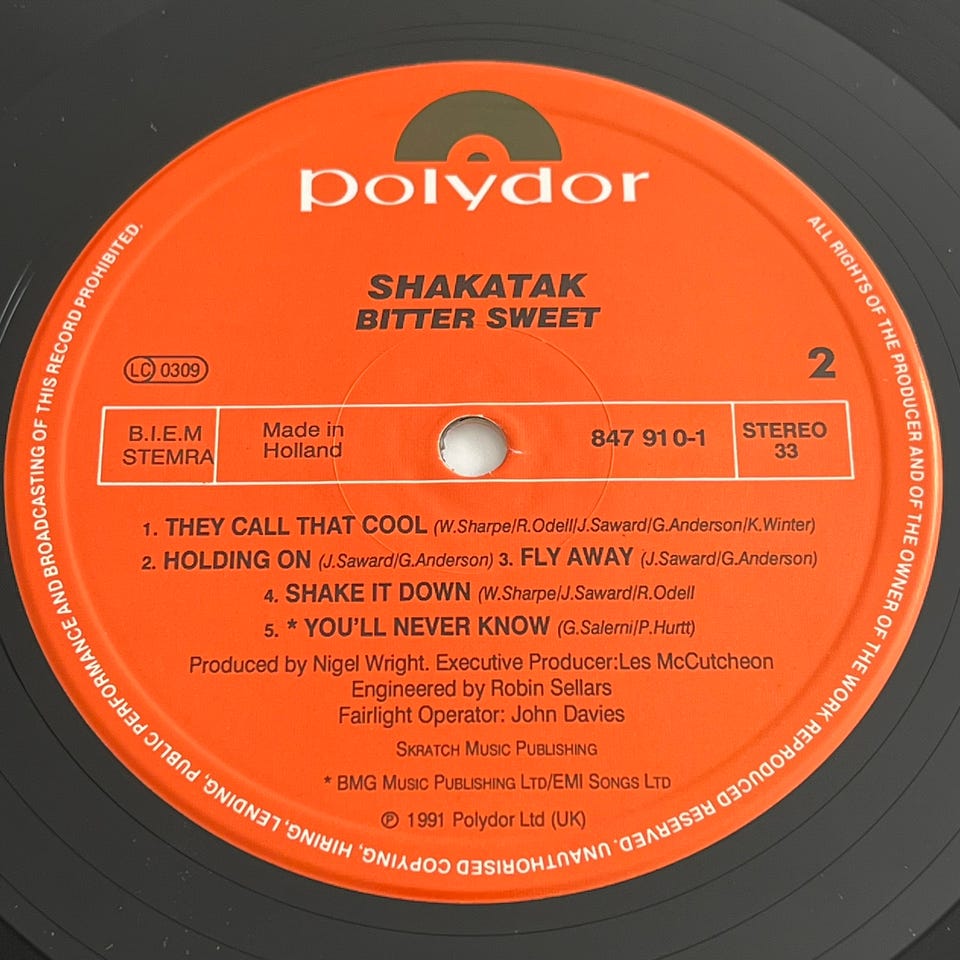 polydor
SHAKATAK
BITTER SWEET
LC 0309
2
B.I.E.M
STEMRA
Made in
Holland
847 910-1
STEREO
33
1. THEY CALL THAT COOL (W.Sharpe/R.Odell/J.Saward/G.Anderson/K.Winter)
2. HOLDING ON (J.Saward/G.Anderson) 3. FLY AWAY (J.Saward/G.Anderson)
4. SHAKE IT DOWN (W.Sharpe/J.Saward/R.Odell
5. * YOU'LL NEVER KNOW (G.Salerni/P.Hurtt)
Produced by Nigel Wright. Executive Producer:Les McCutcheon
Engineered by Robin Sellars
Fairlight Operator: John Davies
SKRATCH MUSIC PUBLISHING
* BMG MUSIC PUBLISHING LTD/EMI SONGS LTD
℗ 1991 Polydor Ltd (UK)
ALL RIGHTS OF THE PRODUCER AND OF THE OWNER OF THE WORK REPRODUCED RESERVED. UNAUTHORISED COPYING, HIRING, LENDING, PUBLIC PERFORMANCE AND BROADCASTING OF THIS RECORD PROHIBITED.